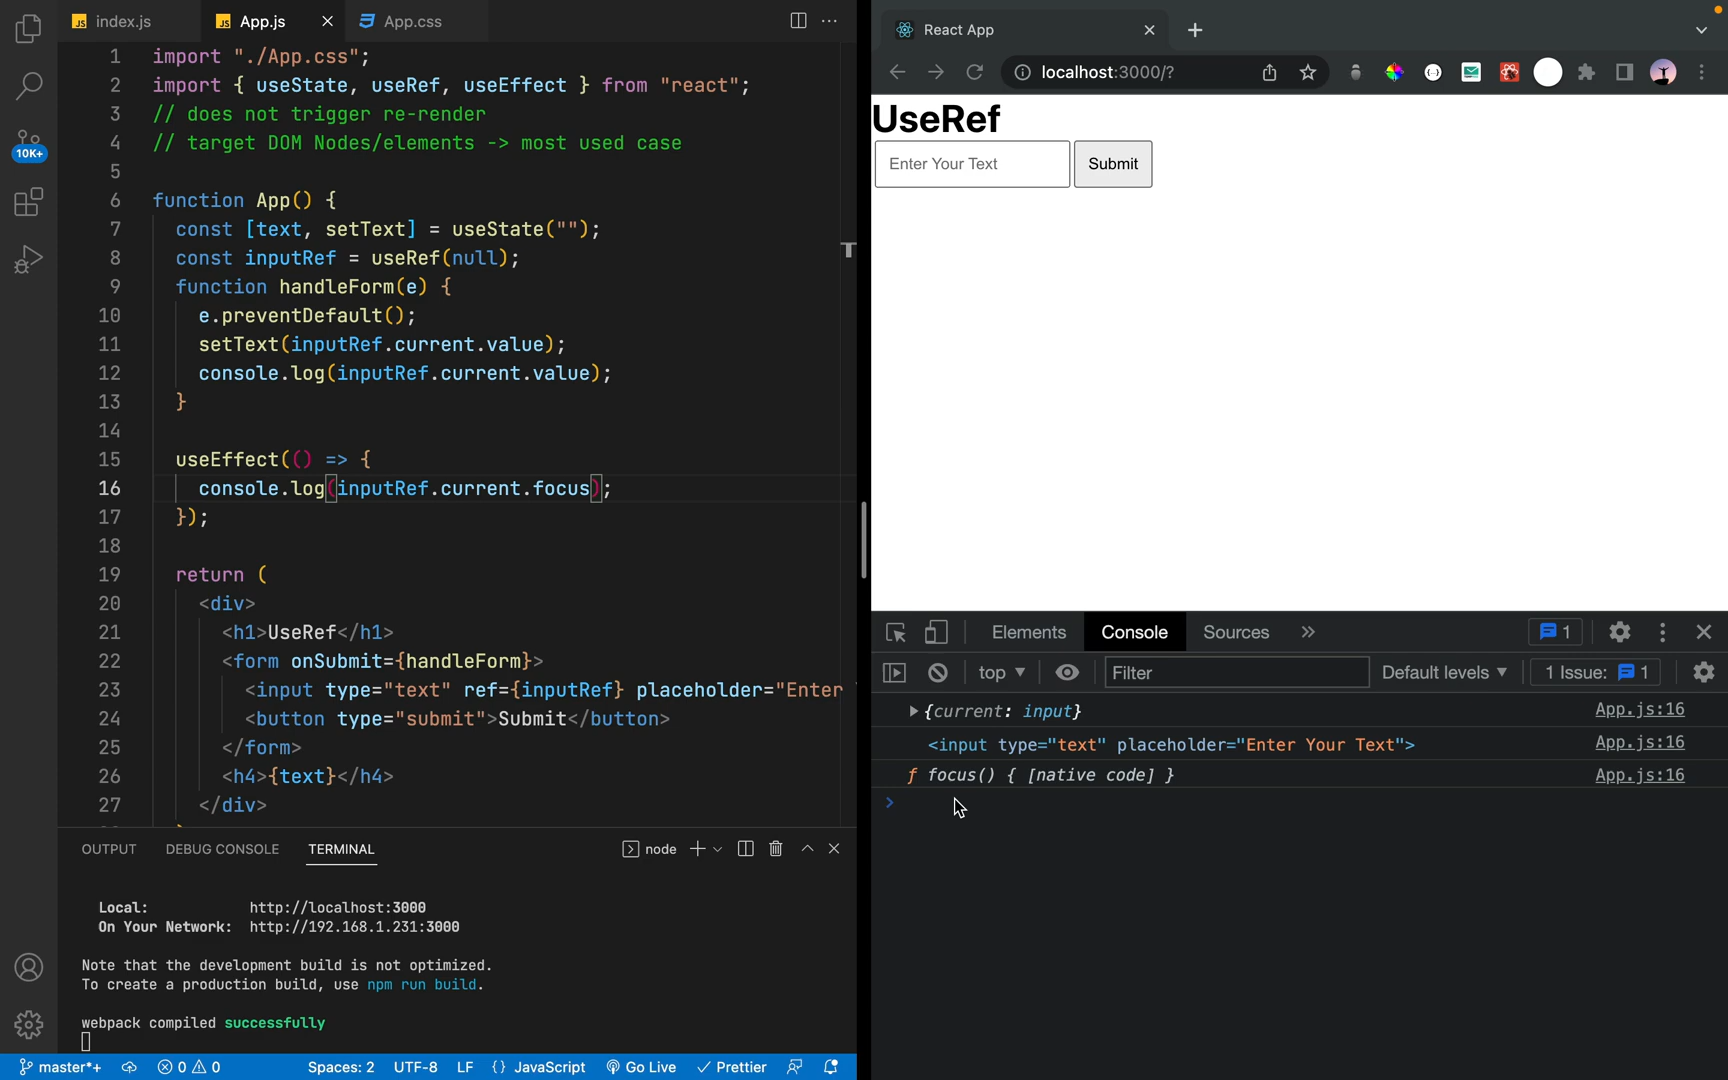 index.js
App.js
App.css
1 import "./App.css";
2 import { useState, useRef, useEffect } from "react";
3 // does not trigger re-render
4 // target DOM Nodes/elements -> most used case
5
6 function App() {
7 const [text, setText] = useState("");
8 const inputRef = useRef(null);
9 function handleForm(e) {
10 e.preventDefault();
11 setText(inputRef.current.value);
12 console.log(inputRef.current.value);
13 }
14
15 useEffect(() => {
16 console.log(inputRef.current.focus);
17 });
18
19 return (
20 <div>
21 <h1>UseRef</h1>
22 <form onSubmit={handleForm}>
23 <input type="text" ref={inputRef} placeholder="Enter
24 <button type="submit">Submit</button>
25 </form>
26 <h4>{text}</h4>
27 </div>
10K+
OUTPUT DEBUG CONSOLE TERMINAL node
Local: http://localhost:3000
On Your Network: http://192.168.1.231:3000
Note that the development build is not optimized.
To create a production build, use npm run build.
webpack compiled successfully
master*+ 0 0 Spaces: 2 UTF-8 LF {} JavaScript Go Live Prettier
React App
localhost:3000/?
UseRef
Enter Your Text Submit
Elements Console Sources 1
top Filter Default levels 1 Issue: 1
{current: input} App.js:16
<input type="text" placeholder="Enter Your Text"> App.js:16
f focus() { [native code] } App.js:16